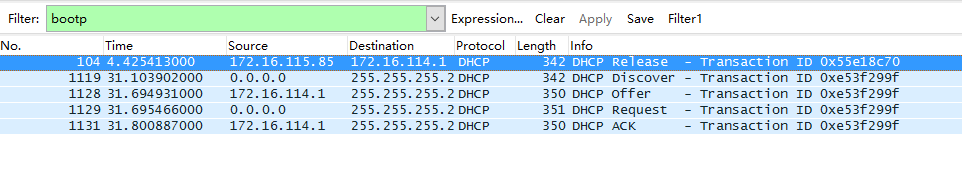 Filter: bootp Expression... Clear Apply Save Filter1
No. Time Source Destination Protocol Length Info
104 4.425413000 172.16.115.85 172.16.114.1 DHCP 342 DHCP Release - Transaction ID 0x55e18c70
1119 31.103902000 0.0.0.0 255.255.255.2 DHCP 342 DHCP Discover - Transaction ID 0xe53f299f
1128 31.694931000 172.16.114.1 255.255.255.2 DHCP 350 DHCP Offer - Transaction ID 0xe53f299f
1129 31.695466000 0.0.0.0 255.255.255.2 DHCP 351 DHCP Request - Transaction ID 0xe53f299f
1131 31.800887000 172.16.114.1 255.255.255.2 DHCP 350 DHCP ACK - Transaction ID 0xe53f299f